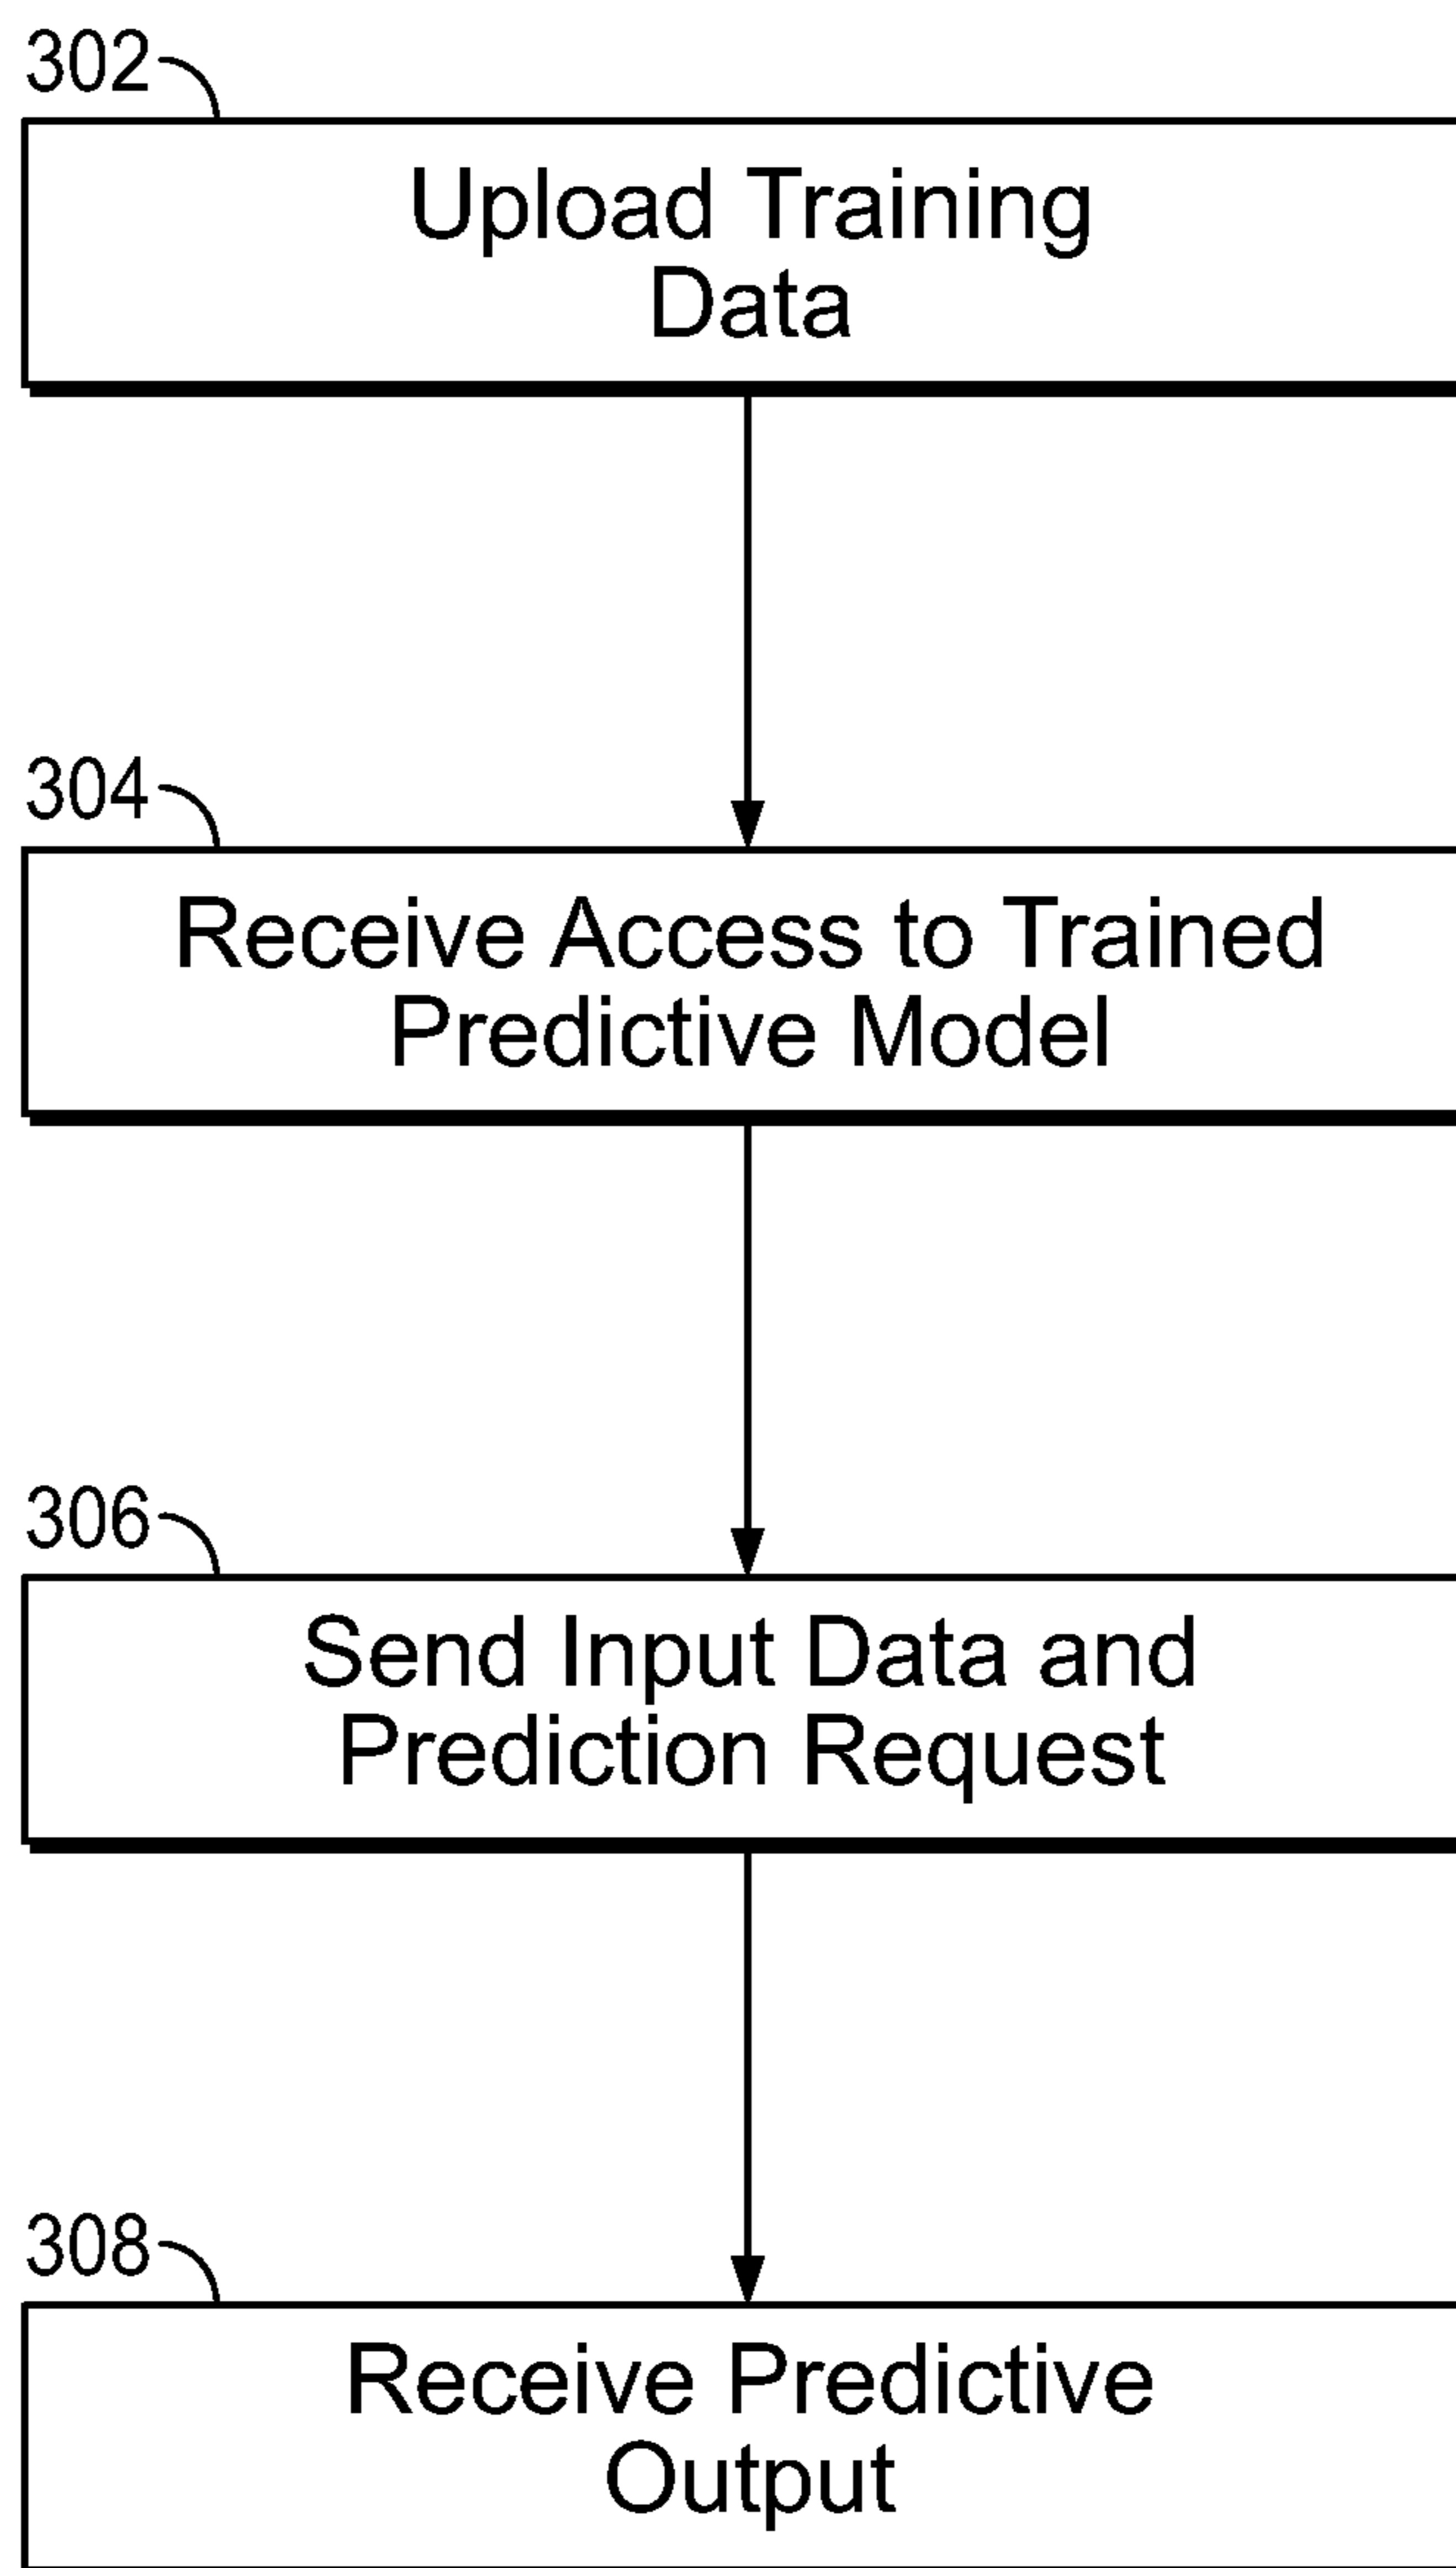 302
Upload Training
Data
304
Receive Access to Trained
Predictive Model
306
Send Input Data and
Prediction Request
308
Receive Predictive
Output